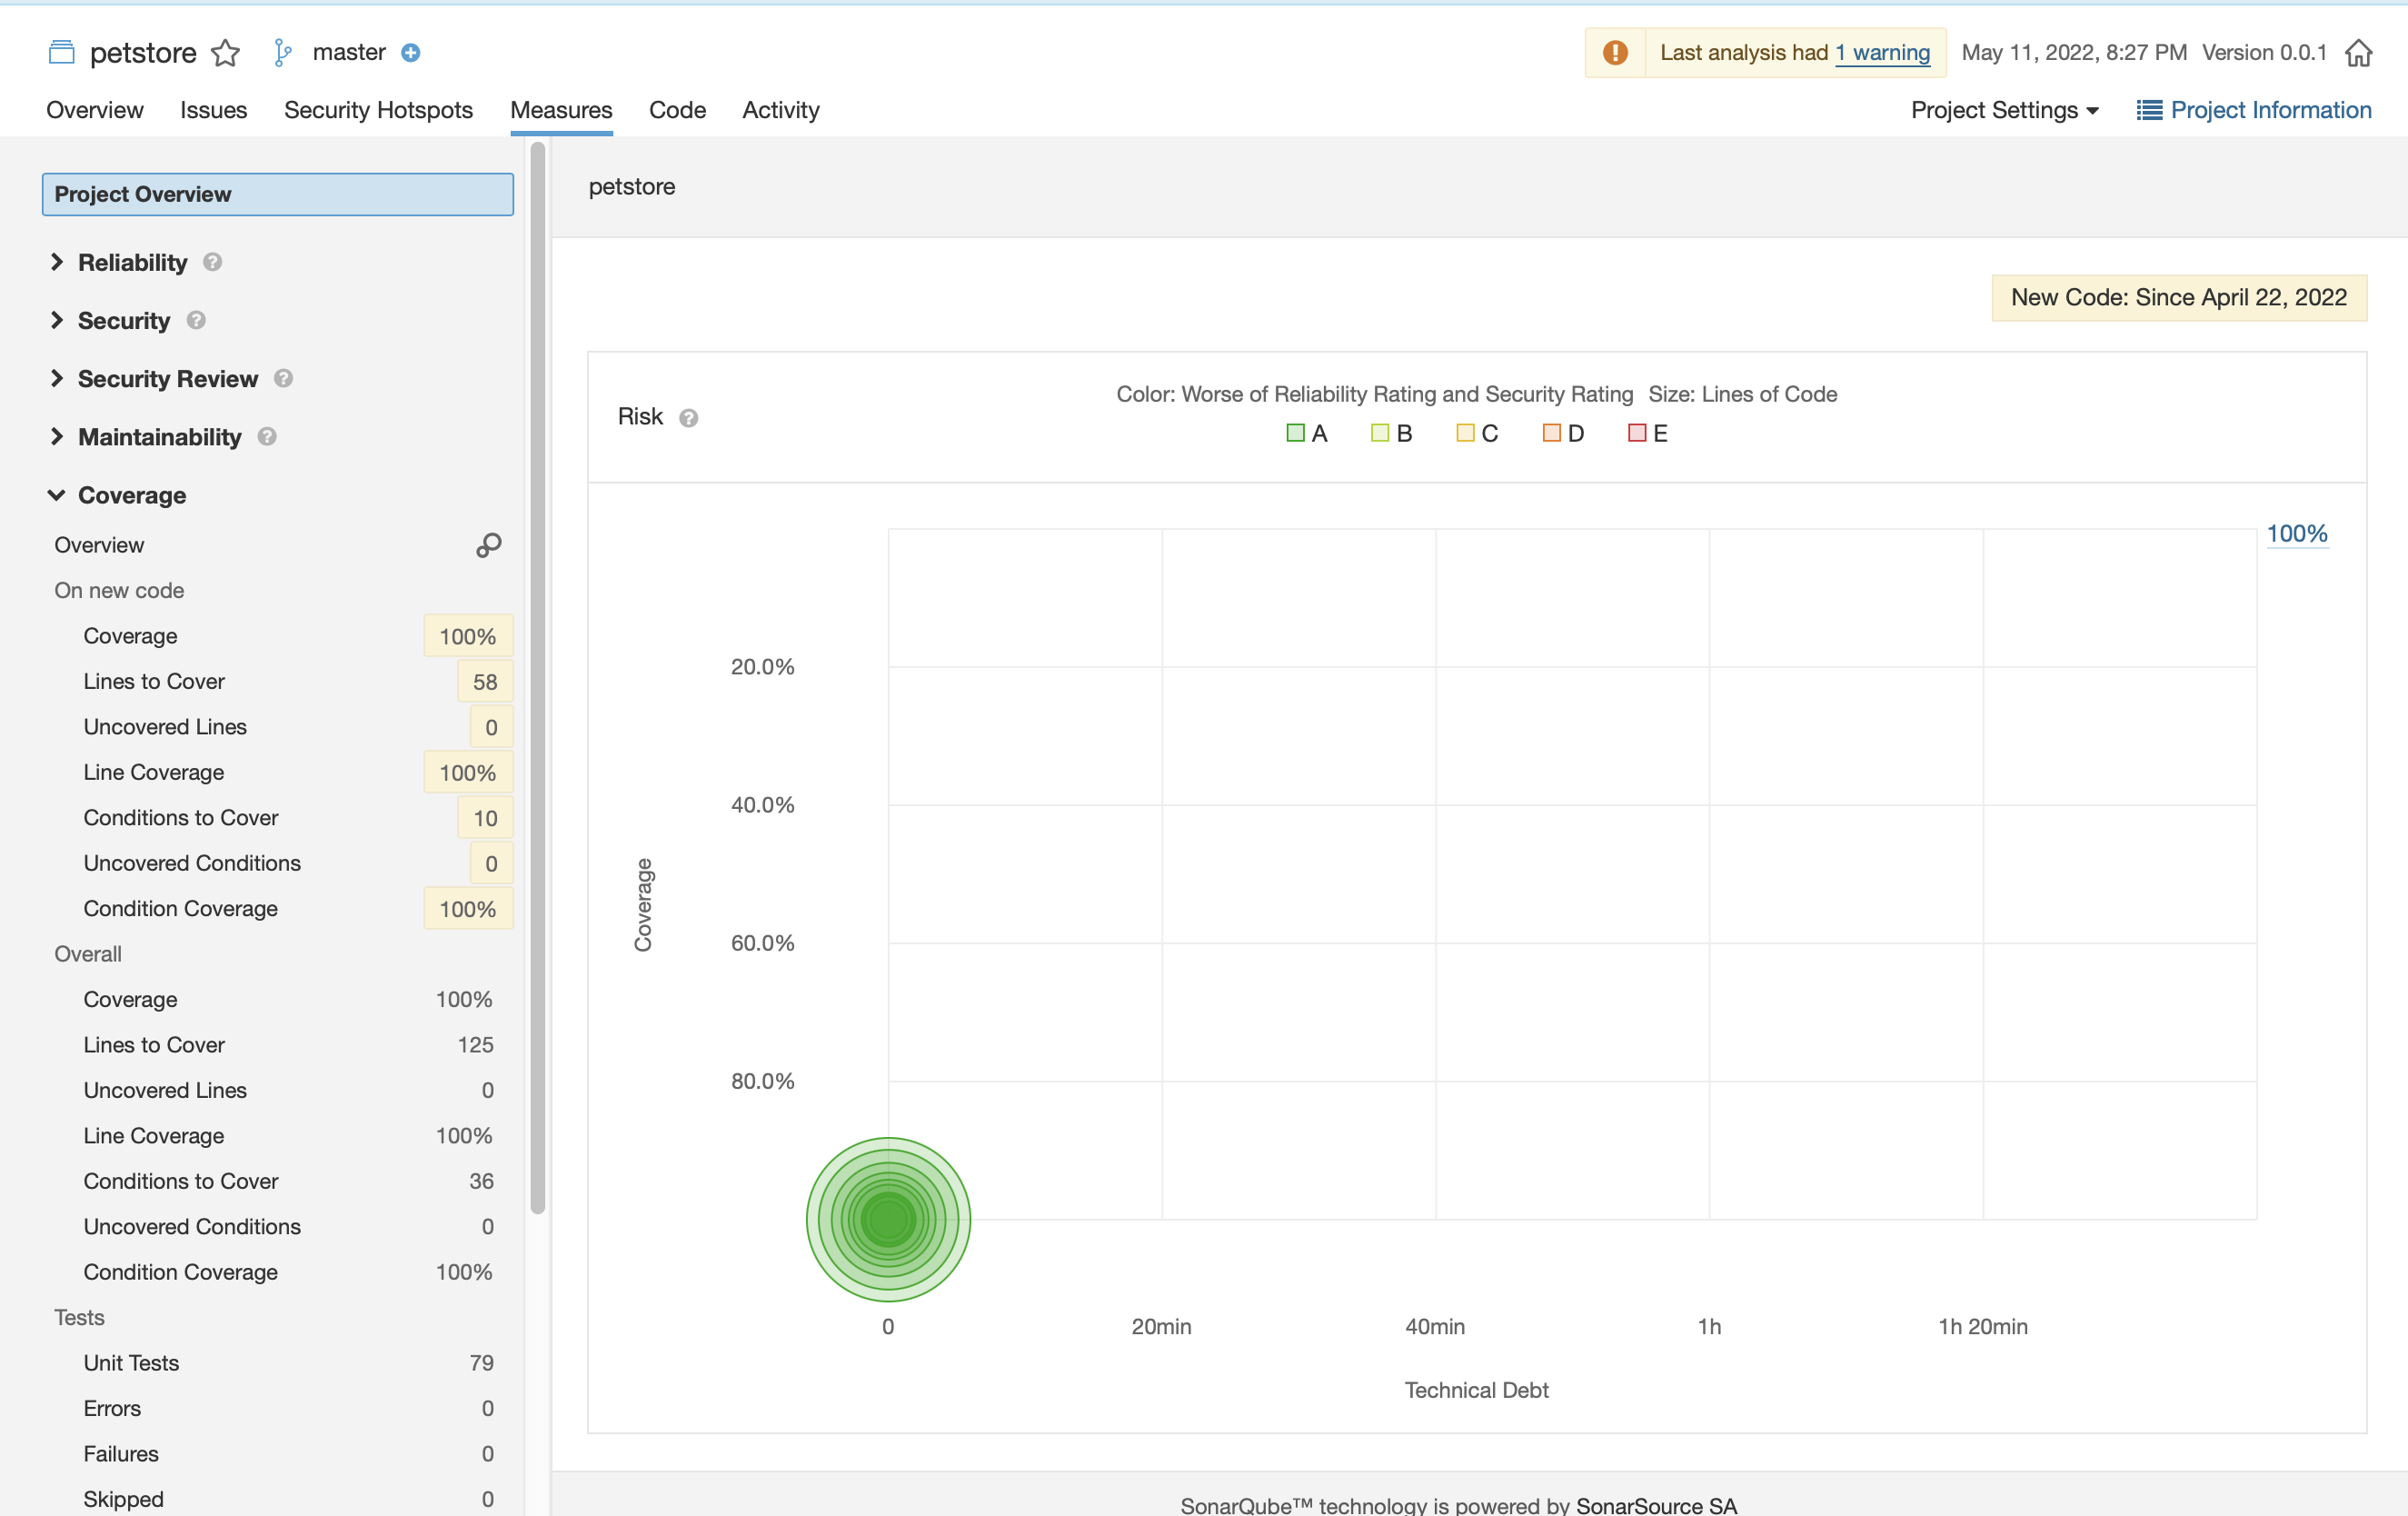 petstore master
Last analysis had 1 warning May 11, 2022, 8:27 PM Version 0.0.1
Overview Issues Security Hotspots Measures Code Activity
Project Settings Project Information
Project Overview
Reliability
Security
Security Review
Maintainability
Coverage
Overview
On new code
Coverage 100%
Lines to Cover 58
Uncovered Lines 0
Line Coverage 100%
Conditions to Cover 10
Uncovered Conditions 0
Condition Coverage 100%
Overall
Coverage 100%
Lines to Cover 125
Uncovered Lines 0
Line Coverage 100%
Conditions to Cover 36
Uncovered Conditions 0
Condition Coverage 100%
Tests
Unit Tests 79
Errors 0
Failures 0
Skipped 0
petstore
New Code: Since April 22, 2022
Risk
Color: Worse of Reliability Rating and Security Rating Size: Lines of Code
A B C D E
100%
20.0%
40.0%
60.0%
80.0%
Coverage
0 20min 40min 1h 1h 20min
Technical Debt
SonarQube™ technology is powered by SonarSource SA